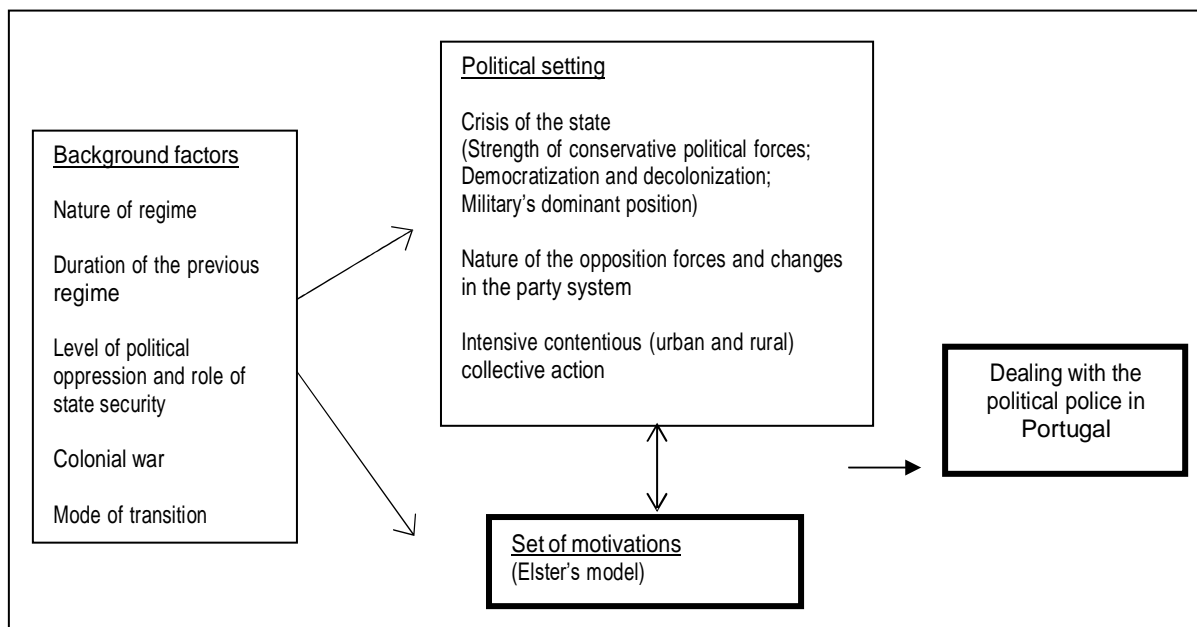 Background factors
Nature of regime
Duration of the previous
regime
Level of political
oppression and role of
state security
Colonial war
Mode of transition
Political setting
Crisis of the state
(Strength of conservative political forces;
Democratization and decolonization;
Military's dominant position)
Nature of the opposition forces and changes
in the party system
Intensive contentious (urban and rural)
collective action
Set of motivations
(Elster's model)
Dealing with the
political police in
Portugal